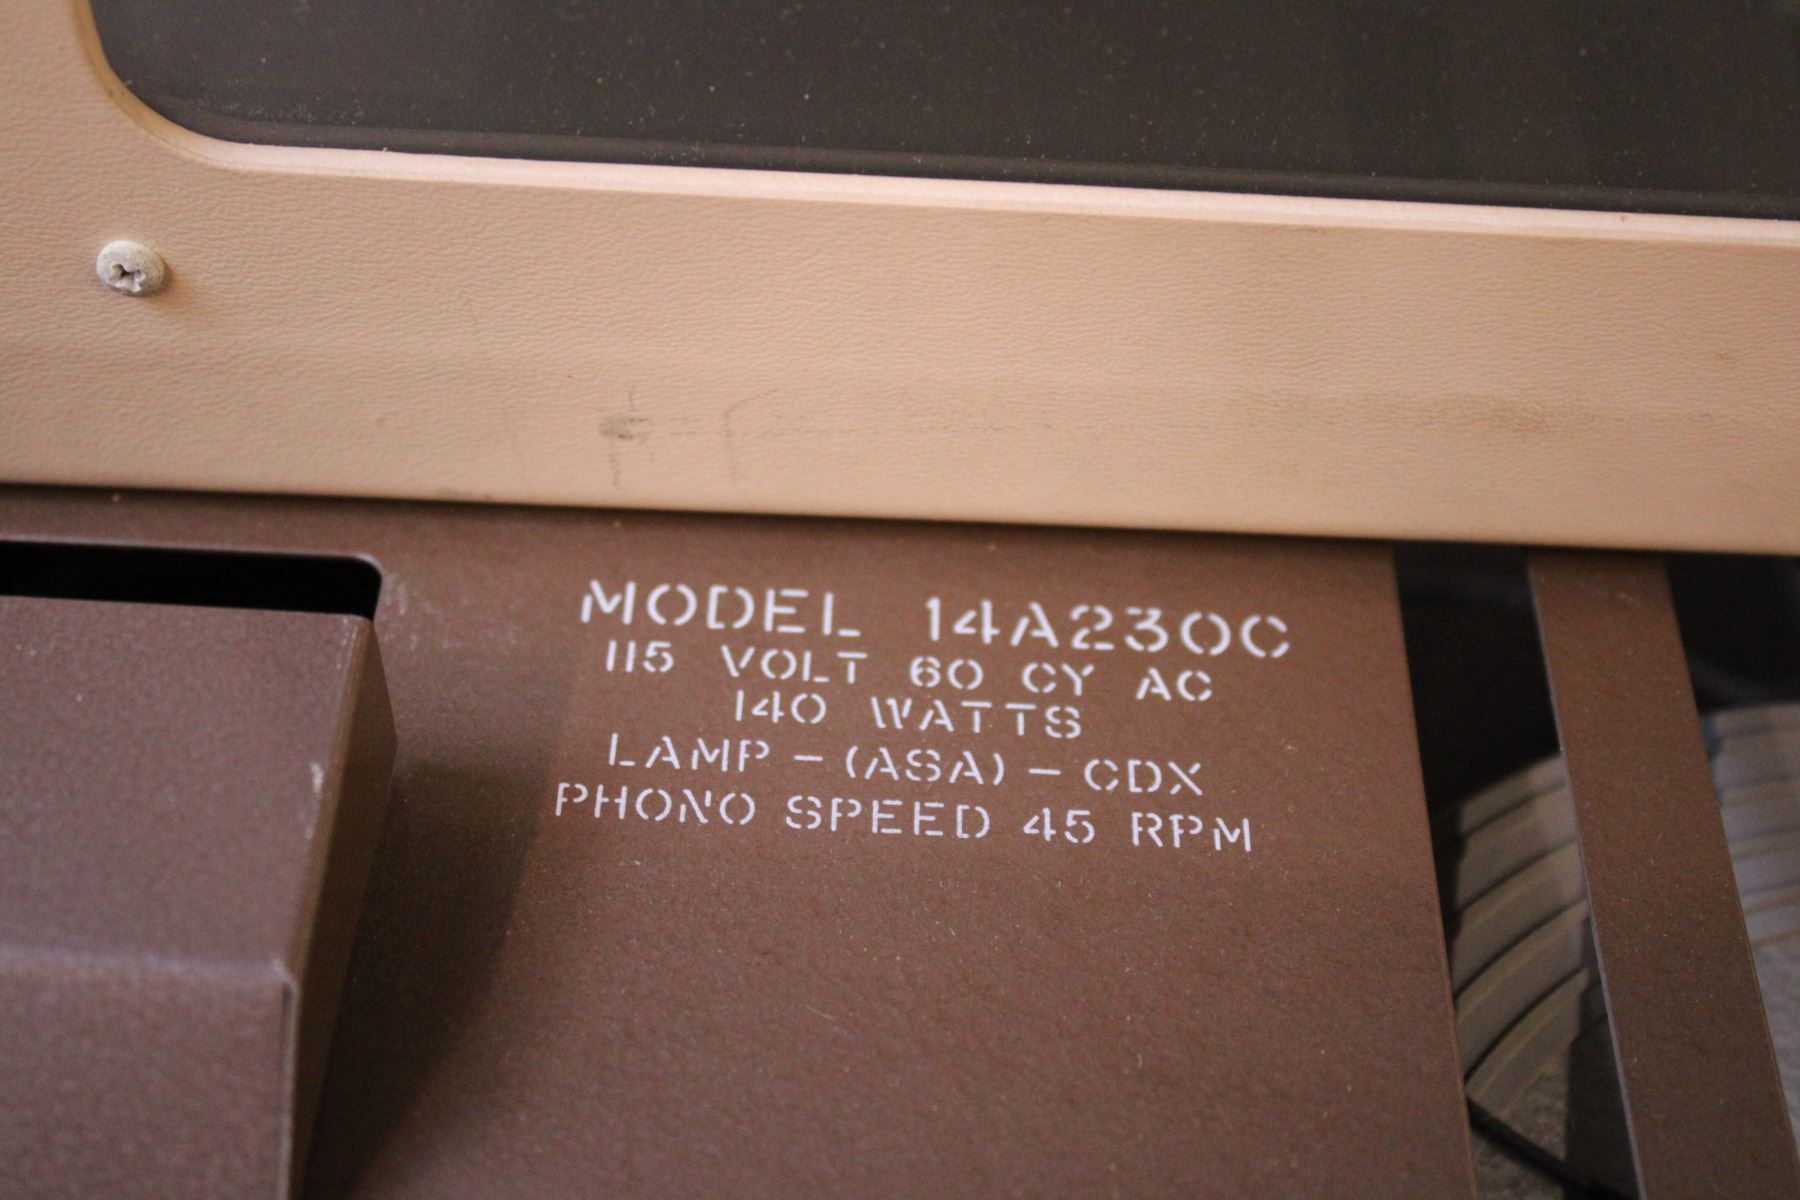 MODEL 14A230C
115 VOLT 60 CY AC
140 WATTS
LAMP - (ASA) - CDX
PHONO SPEED 45 RPM